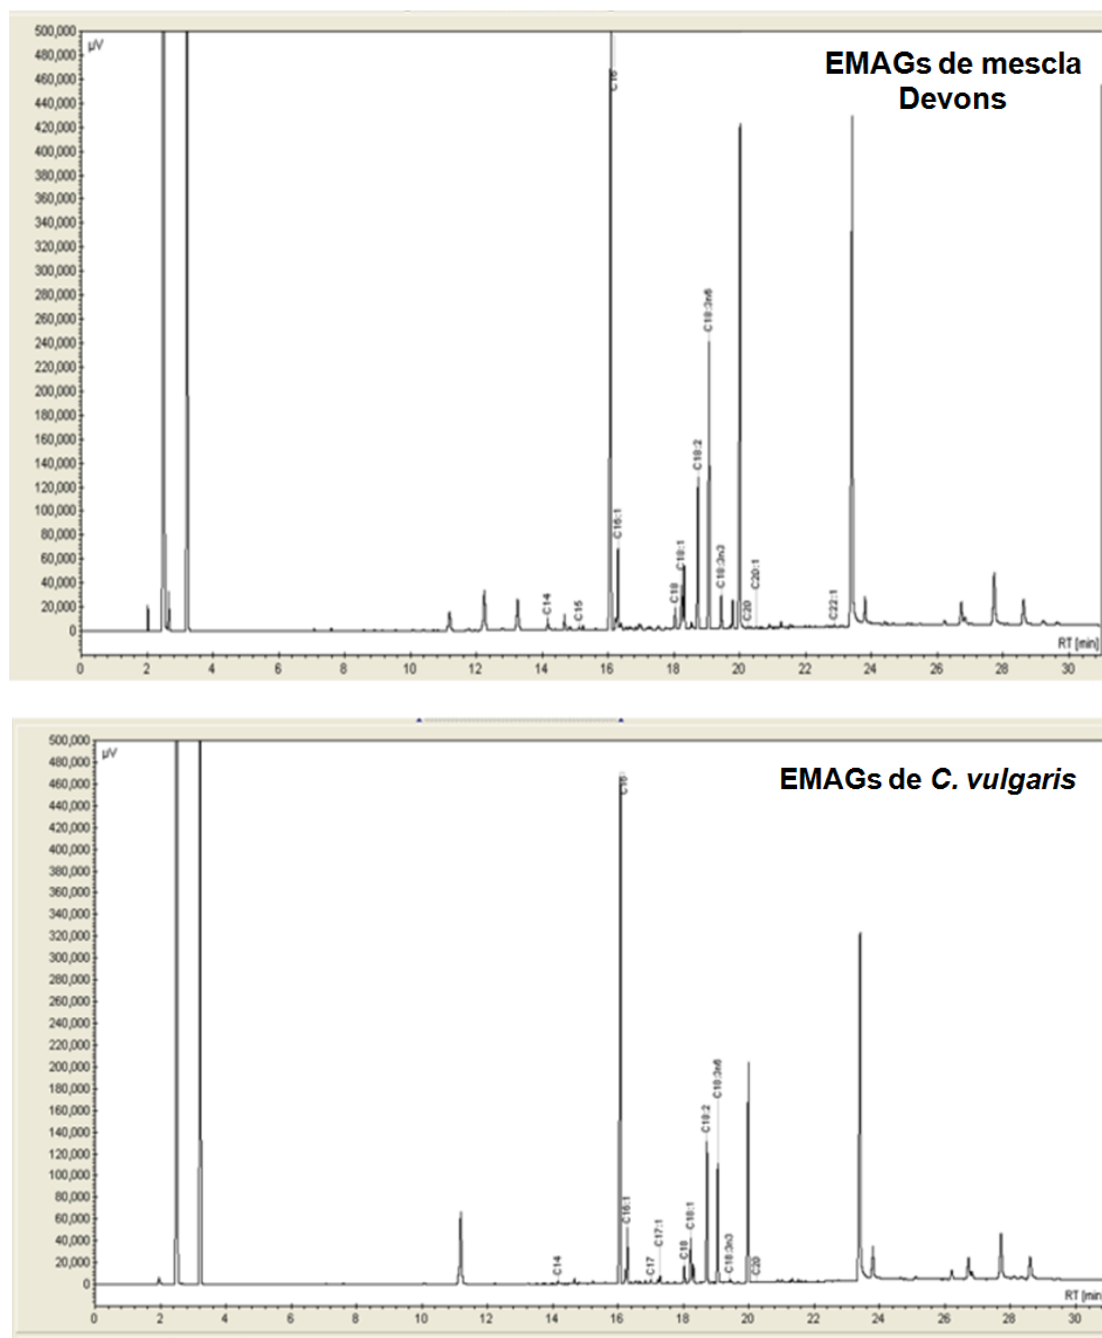 500,000
480,000
460,000
440,000
420,000
400,000
380,000
360,000
340,000
320,000
300,000
280,000
260,000
240,000
220,000
200,000
180,000
160,000
140,000
120,000
100,000
80,000
60,000
40,000
20,000
0
µV
EMAGs de mescla
Devons
C14
C15
C16
C16:1
C18
C18:1
C18:2
C18:3n6
C18:3n3
C20
C20:1
C22:1
RT [min]
0 2 4 6 8 10 12 14 16 18 20 22 24 26 28 30
500,000
480,000
460,000
440,000
420,000
400,000
380,000
360,000
340,000
320,000
300,000
280,000
260,000
240,000
220,000
200,000
180,000
160,000
140,000
120,000
100,000
80,000
60,000
40,000
20,000
0
µV
EMAGs de C. vulgaris
C14
C16
C16:1
C17
C17:1
C18
C18:1
C18:2
C18:3n6
C18:3n3
C20
RT [min]
0 2 4 6 8 10 12 14 16 18 20 22 24 26 28 30